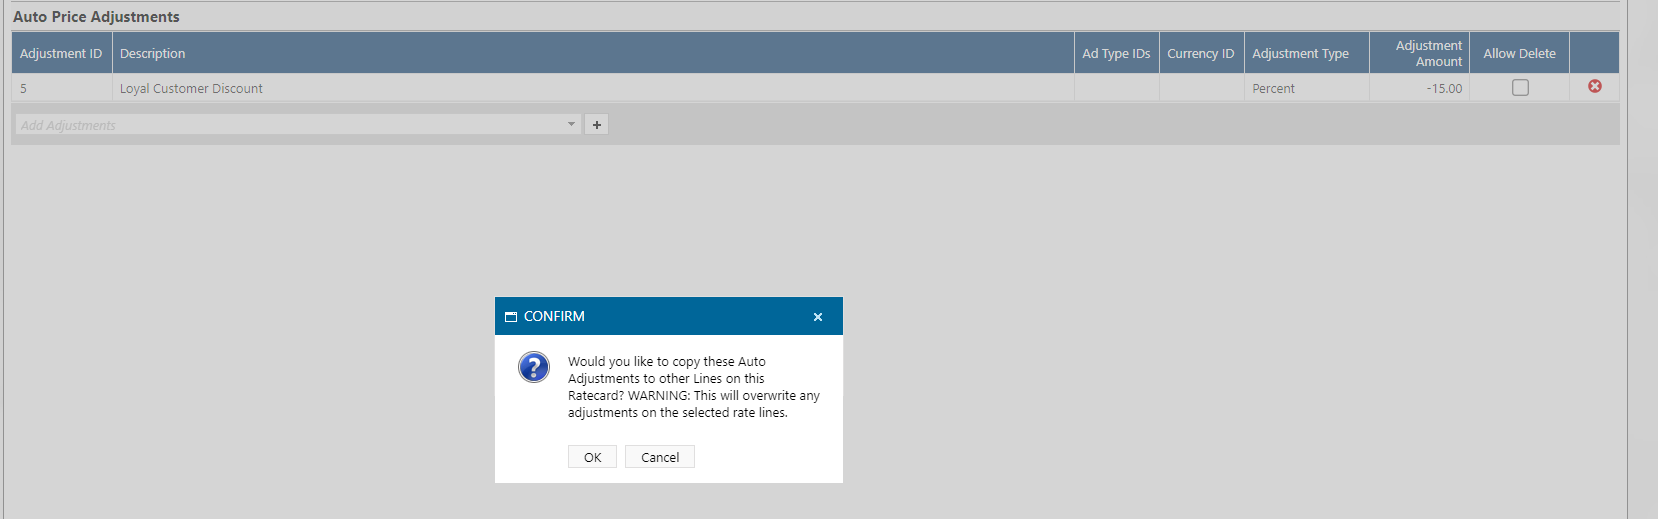 Auto Price Adjustments
Adjustment ID Description Ad Type IDs Currency ID Adjustment Type Adjustment Amount Allow Delete
5 Loyal Customer Discount Percent -15.00
Add Adjustments +
CONFIRM
Would you like to copy these Auto
Adjustments to other Lines on this
Ratecard? WARNING: This will overwrite any
adjustments on the selected rate lines.
OK Cancel